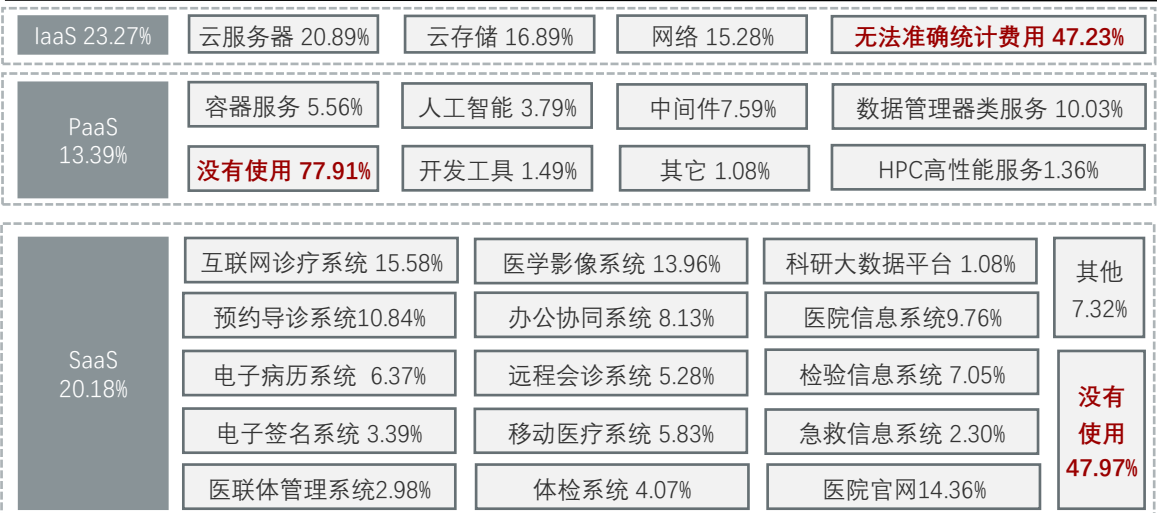 IaaS 23.27%
云服务器 20.89%
云存储 16.89%
网络 15.28%
无法准确统计费用 47.23%
PaaS
13.39%
容器服务 5.56%
人工智能 3.79%
中间件7.59%
数据管理器类服务 10.03%
没有使用 77.91%
开发工具 1.49%
其它 1.08%
HPC高性能服务1.36%
SaaS
20.18%
互联网诊疗系统 15.58%
医学影像系统 13.96%
科研大数据平台 1.08%
其他
7.32%
预约导诊系统10.84%
办公协同系统 8.13%
医院信息系统9.76%
电子病历系统 6.37%
远程会诊系统 5.28%
检验信息系统 7.05%
没有
使用
47.97%
电子签名系统 3.39%
移动医疗系统 5.83%
急救信息系统 2.30%
医联体管理系统2.98%
体检系统 4.07%
医院官网14.36%